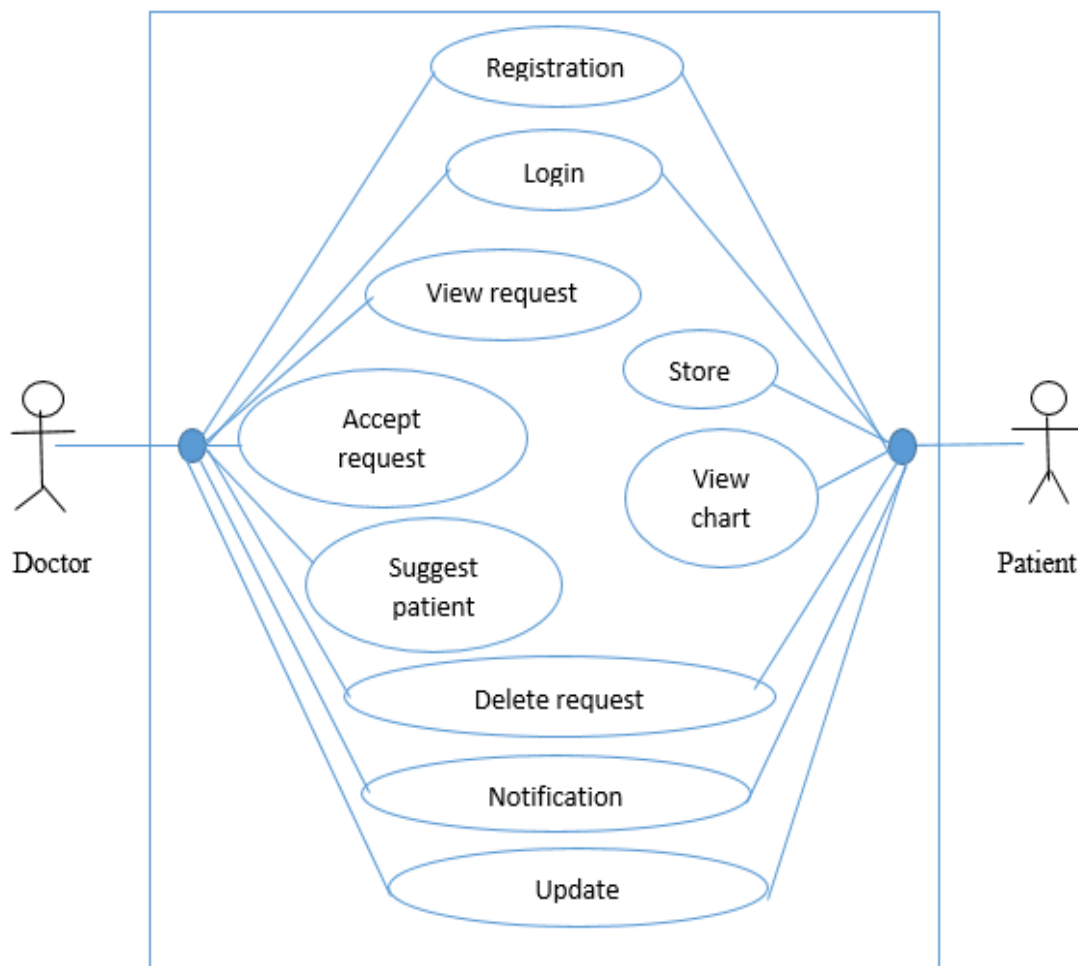 Registration
Login
View request
Store
Accept
request
View
chart
Doctor
Patient
Suggest
patient
Delete request
Notification
Update